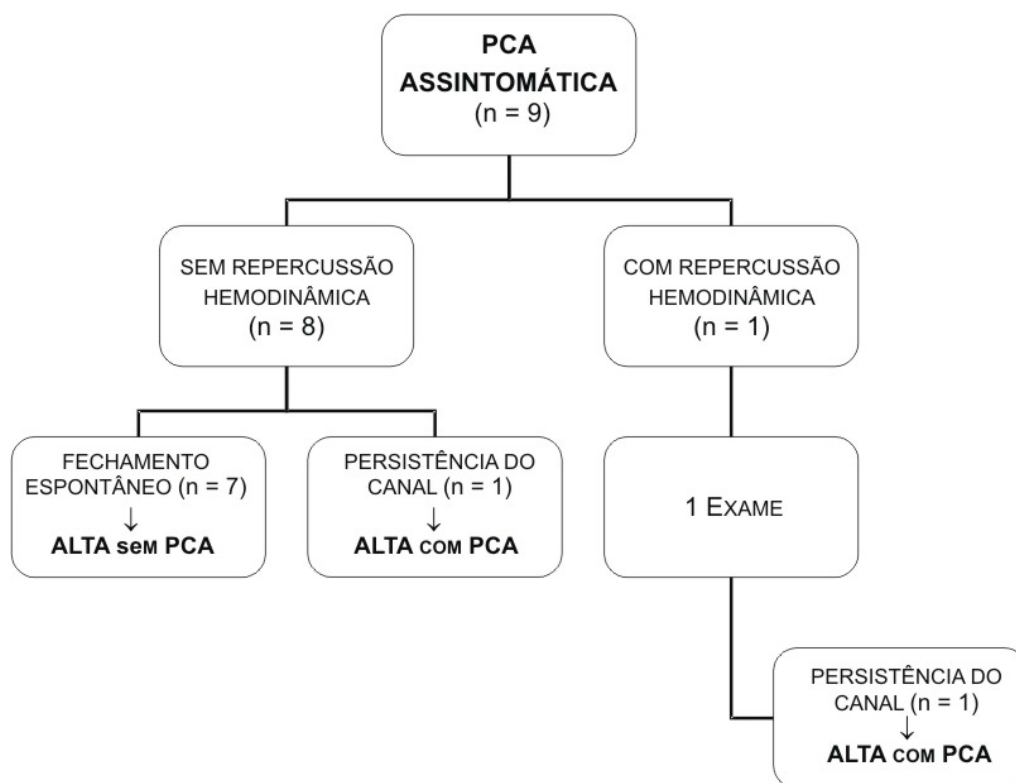 PCA
ASSINTOMÁTICA
(n = 9)
SEM REPERCUSSÃO
HEMODINÂMICA
(n = 8)
COM REPERCUSSÃO
HEMODINÂMICA
(n = 1)
FECHAMENTO
ESPONTÂNEO (n = 7)
↓
ALTA seM PCA
PERSISTÊNCIA DO
CANAL (n = 1)
↓
ALTA COM PCA
1 EXAME
PERSISTÊNCIA DO
CANAL (n = 1)
↓
ALTA COM PCA